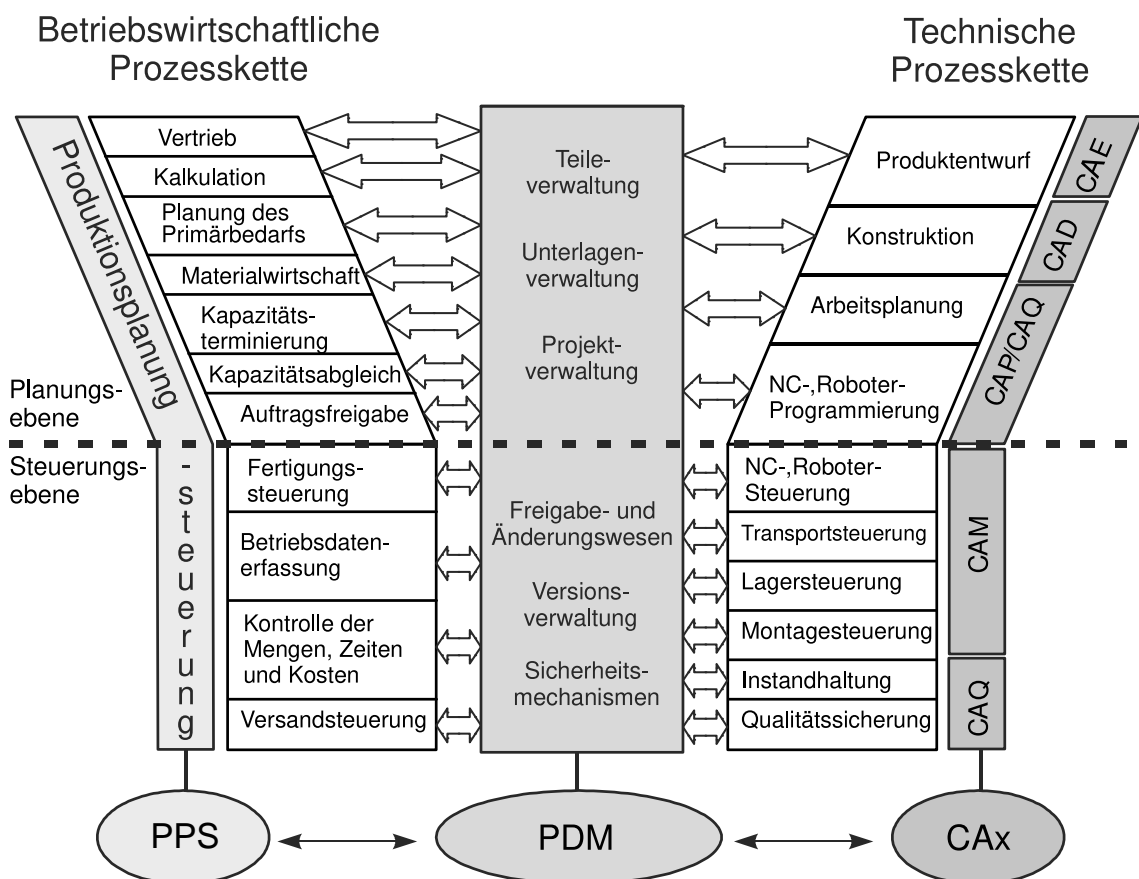 Betriebswirtschaftliche
Prozesskette
Technische
Prozesskette
Produktionsplanung
-steuerung
Planungs-
ebene
Steuerungs-
ebene
Vertrieb
Kalkulation
Planung des
Primärbedarfs
Materialwirtschaft
Kapazitäts-
terminierung
Kapazitätsabgleich
Auftragsfreigabe
Fertigungs-
steuerung
Betriebsdaten-
erfassung
Kontrolle der
Mengen, Zeiten
und Kosten
Versandsteuerung
Teile-
verwaltung
Unterlagen-
verwaltung
Projekt-
verwaltung
Freigabe- und
Änderungswesen
Versions-
verwaltung
Sicherheits-
mechanismen
Produktentwurf
Konstruktion
Arbeitsplanung
NC-,Roboter-
Programmierung
NC-,Roboter-
Steuerung
Transportsteuerung
Lagersteuerung
Montagesteuerung
Instandhaltung
Qualitätssicherung
CAE
CAD
CAP/CAQ
CAM
CAQ
PPS
PDM
CAx